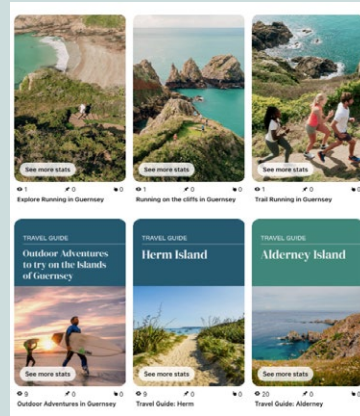 See more stats See more stats See more stats
1 0 0 1 0 0 1 0 0
Explore Running in Guernsey Running on the cliffs in Guernsey Trail Running in Guernsey
TRAVEL GUIDE TRAVEL GUIDE TRAVEL GUIDE
Outdoor Adventures Herm Island Alderney Island
to try on the Islands
of Guernsey
See more stats See more stats See more stats
9 0 0 9 0 0 20 0 0
Outdoor Adventures in Guernsey Travel Guide: Herm Travel Guide: Alderney